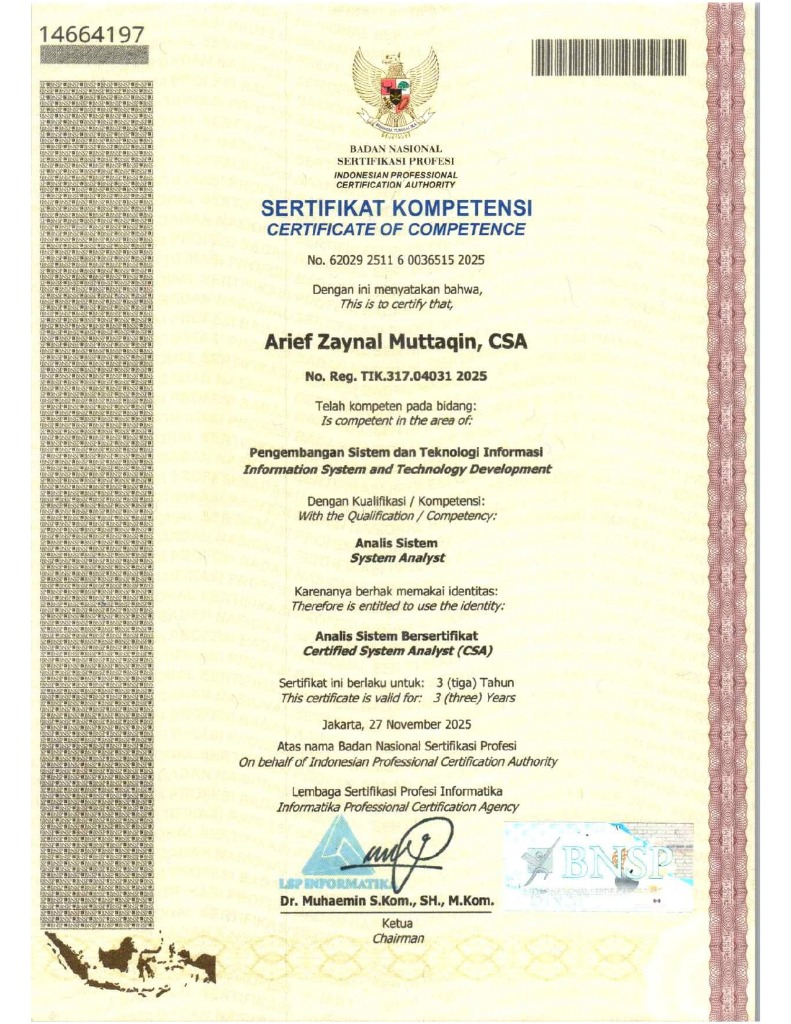 14664197
BADAN NASIONAL
SERTIFIKASI PROFESI
INDONESIAN PROFESSIONAL
CERTIFICATION AUTHORITY
SERTIFIKAT KOMPETENSI
CERTIFICATE OF COMPETENCE
No. 62029 2511 6 0036515 2025
Dengan ini menyatakan bahwa,
This is to certify that,
Arief Zaynal Muttaqin, CSA
No. Reg. TIK.317.04031 2025
Telah kompeten pada bidang:
Is competent in the area of:
Pengembangan Sistem dan Teknologi Informasi
Information System and Technology Development
Dengan Kualifikasi / Kompetensi:
With the Qualification / Competency:
Analis Sistem
System Analyst
Karenanya berhak memakai identitas:
Therefore is entitled to use the identity:
Analis Sistem Bersertifikat
Certified System Analyst (CSA)
Sertifikat ini berlaku untuk: 3 (tiga) Tahun
This certificate is valid for: 3 (three) Years
Jakarta, 27 November 2025
Atas nama Badan Nasional Sertifikasi Profesi
On behalf of Indonesian Professional Certification Authority
Lembaga Sertifikasi Profesi Informatika
Informatika Professional Certification Agency
LSP INFORMATIKA
BNSP
Dr. Muhaemin S.Kom., SH., M.Kom.
Ketua
Chairman